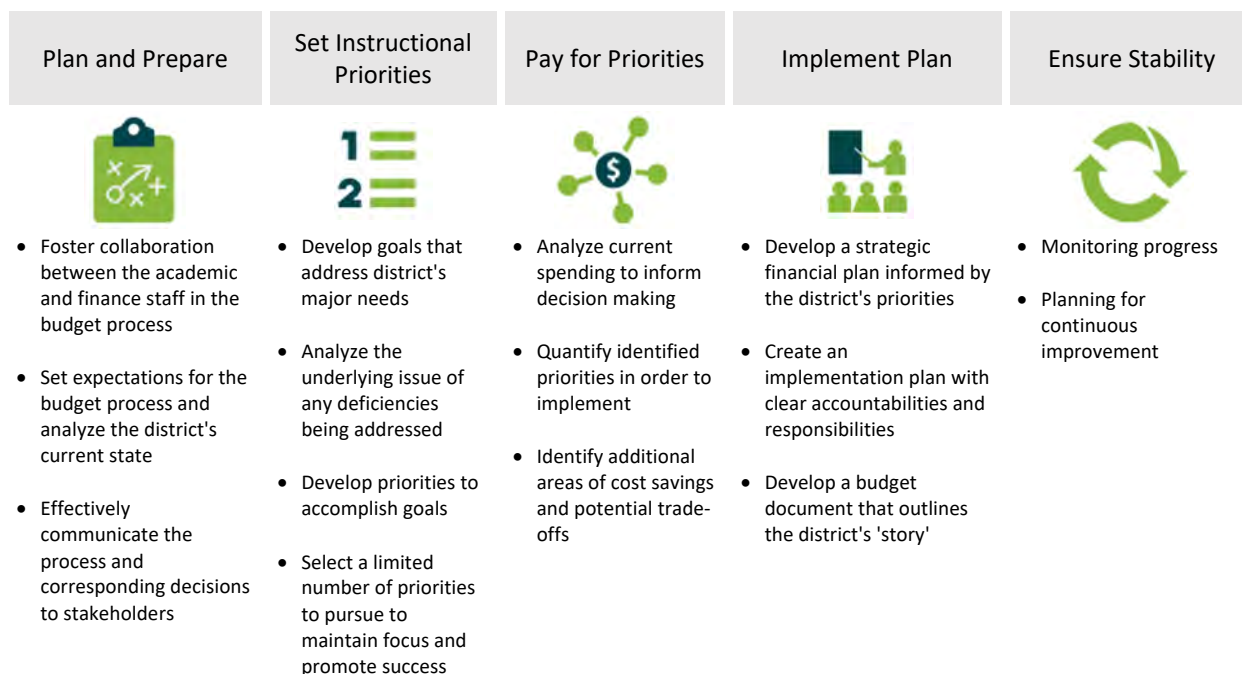 Plan and Prepare
Set Instructional
Priorities
Pay for Priorities
Implement Plan
Ensure Stability
• Foster collaboration
between the academic
and finance staff in the
budget process
• Set expectations for the
budget process and
analyze the district's
current state
• Effectively
communicate the
process and
corresponding decisions
to stakeholders
1
2
• Develop goals that
address district's
major needs
• Analyze the
underlying issue of
any deficiencies
being addressed
• Develop priorities to
accomplish goals
• Select a limited
number of priorities
to pursue to
maintain focus and
promote success
$
• Analyze current
spending to inform
decision making
• Quantify identified
priorities in order to
implement
• Identify additional
areas of cost savings
and potential trade-
offs
• Develop a strategic
financial plan informed by
the district's priorities
• Create an
implementation plan with
clear accountabilities and
responsibilities
• Develop a budget
document that outlines
the district's 'story'
• Monitoring progress
• Planning for
continuous
improvement